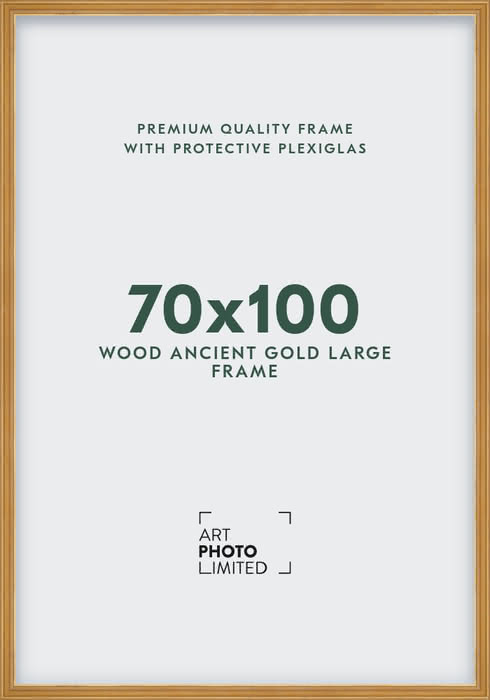 PREMIUM QUALITY FRAME
WITH PROTECTIVE PLEXIGLAS
70x100
WOOD ANCIENT GOLD LARGE
FRAME
ART
PHOTO
LIMITED